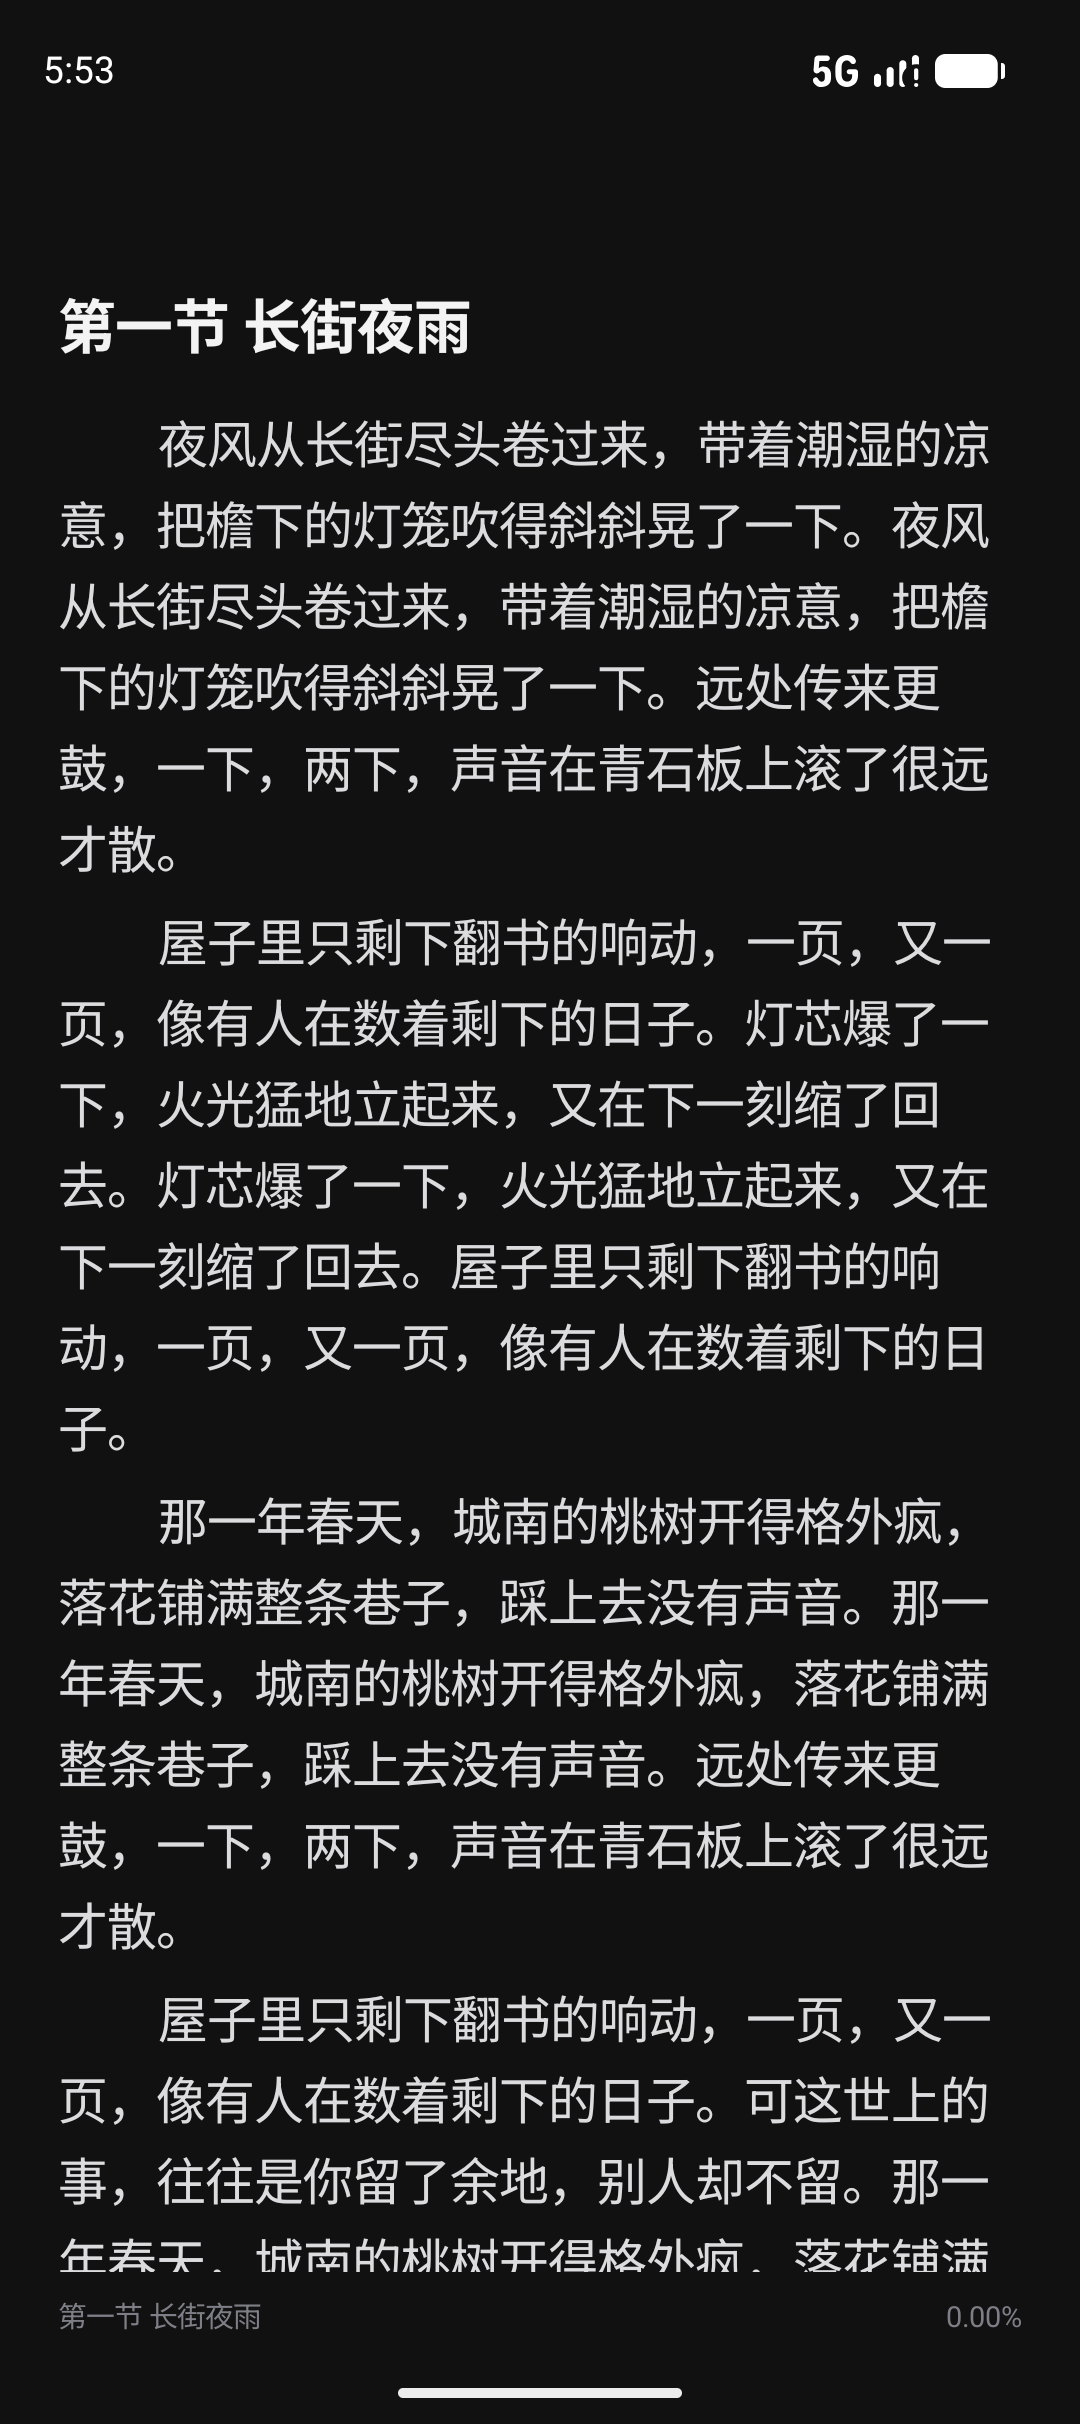 5:53
5G
第一节 长街夜雨
夜风从长街尽头卷过来，带着潮湿的凉
意，把檐下的灯笼吹得斜斜晃了一下。夜风
从长街尽头卷过来，带着潮湿的凉意，把檐
下的灯笼吹得斜斜晃了一下。远处传来更
鼓，一下，两下，声音在青石板上滚了很远
才散。
屋子里只剩下翻书的响动，一页，又一
页，像有人在数着剩下的日子。灯芯爆了一
下，火光猛地立起来，又在下一刻缩了回
去。灯芯爆了一下，火光猛地立起来，又在
下一刻缩了回去。屋子里只剩下翻书的响
动，一页，又一页，像有人在数着剩下的日
子。
那一年春天，城南的桃树开得格外疯，
落花铺满整条巷子，踩上去没有声音。那一
年春天，城南的桃树开得格外疯，落花铺满
整条巷子，踩上去没有声音。远处传来更
鼓，一下，两下，声音在青石板上滚了很远
才散。
屋子里只剩下翻书的响动，一页，又一
页，像有人在数着剩下的日子。可这世上的
事，往往是你留了余地，别人却不留。那一
年春天，城南的桃树开得格外疯，落花铺满
第一节 长街夜雨
0.00%